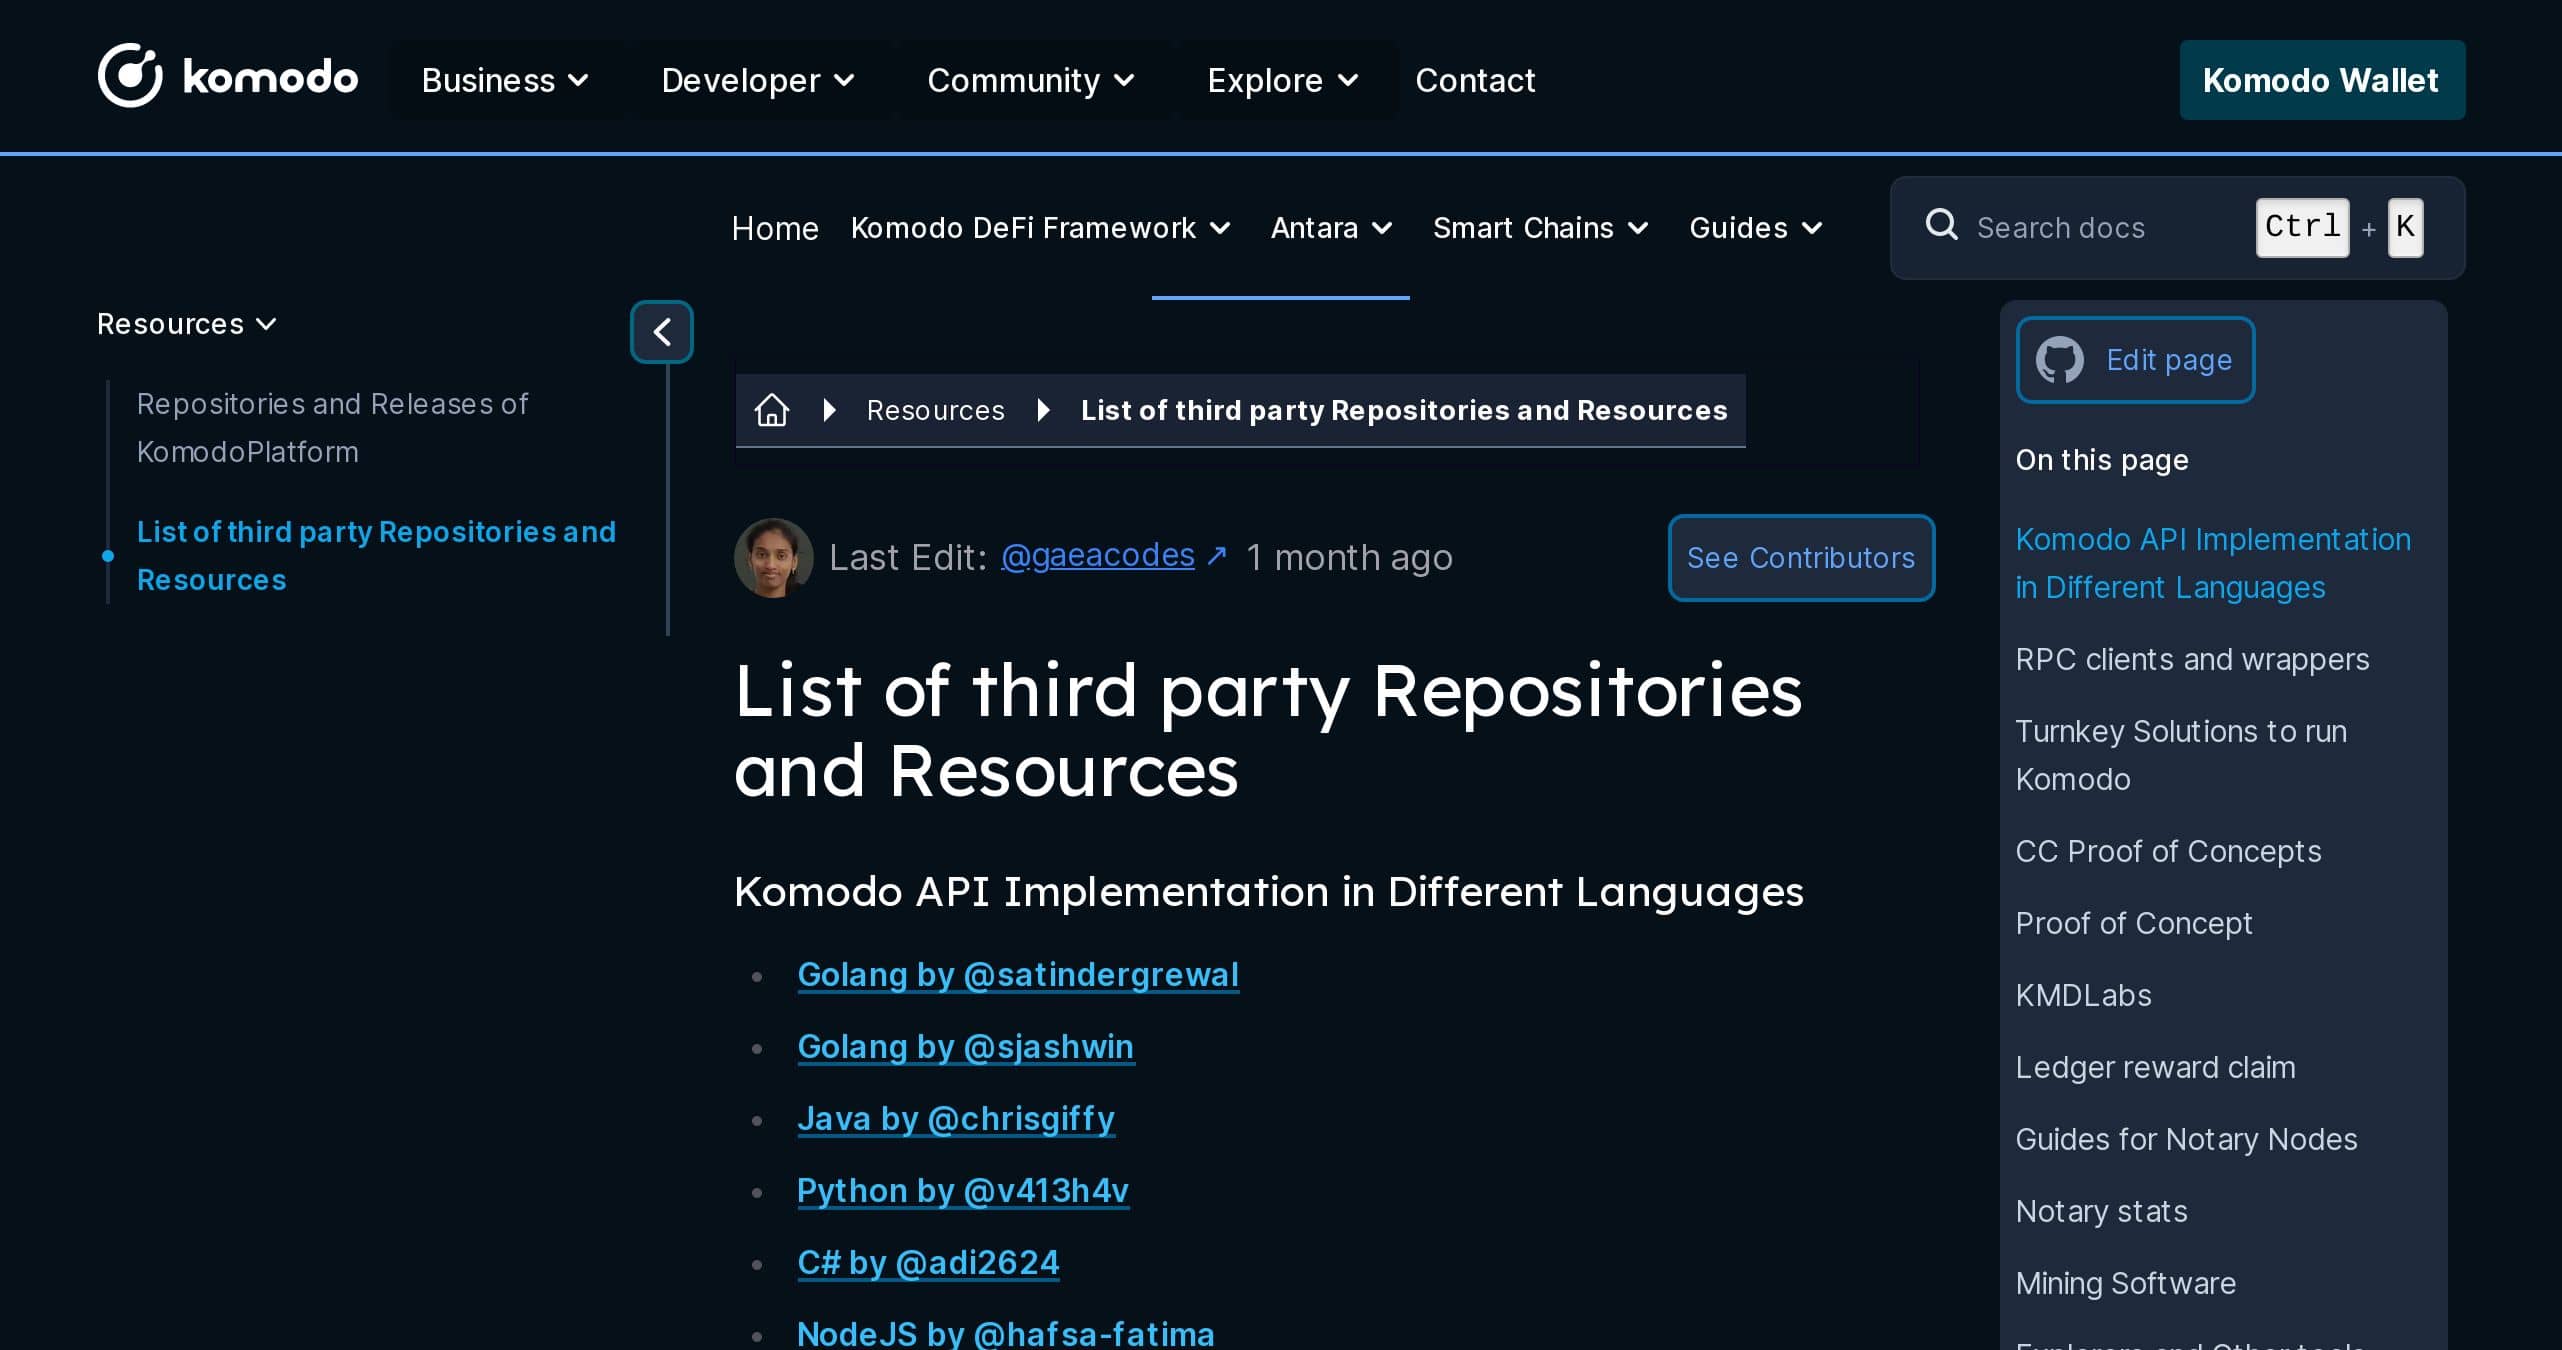 komodo
Business
Developer
Community
Explore
Contact
Komodo Wallet
Home
Komodo DeFi Framework
Antara
Smart Chains
Guides
Search docs
Ctrl + K
Resources
Repositories and Releases of
KomodoPlatform
List of third party Repositories and
Resources
Resources
List of third party Repositories and Resources
Last Edit: @gaeacodes ↗ 1 month ago
See Contributors
List of third party Repositories
and Resources
Komodo API Implementation in Different Languages
• Golang by @satindergrewal
• Golang by @sjashwin
• Java by @chrisgiffy
• Python by @v413h4v
• C# by @adi2624
• NodeJS by @hafsa-fatima
Edit page
On this page
Komodo API Implementation
in Different Languages
RPC clients and wrappers
Turnkey Solutions to run
Komodo
CC Proof of Concepts
Proof of Concept
KMDLabs
Ledger reward claim
Guides for Notary Nodes
Notary stats
Mining Software
Explorers and Other tools